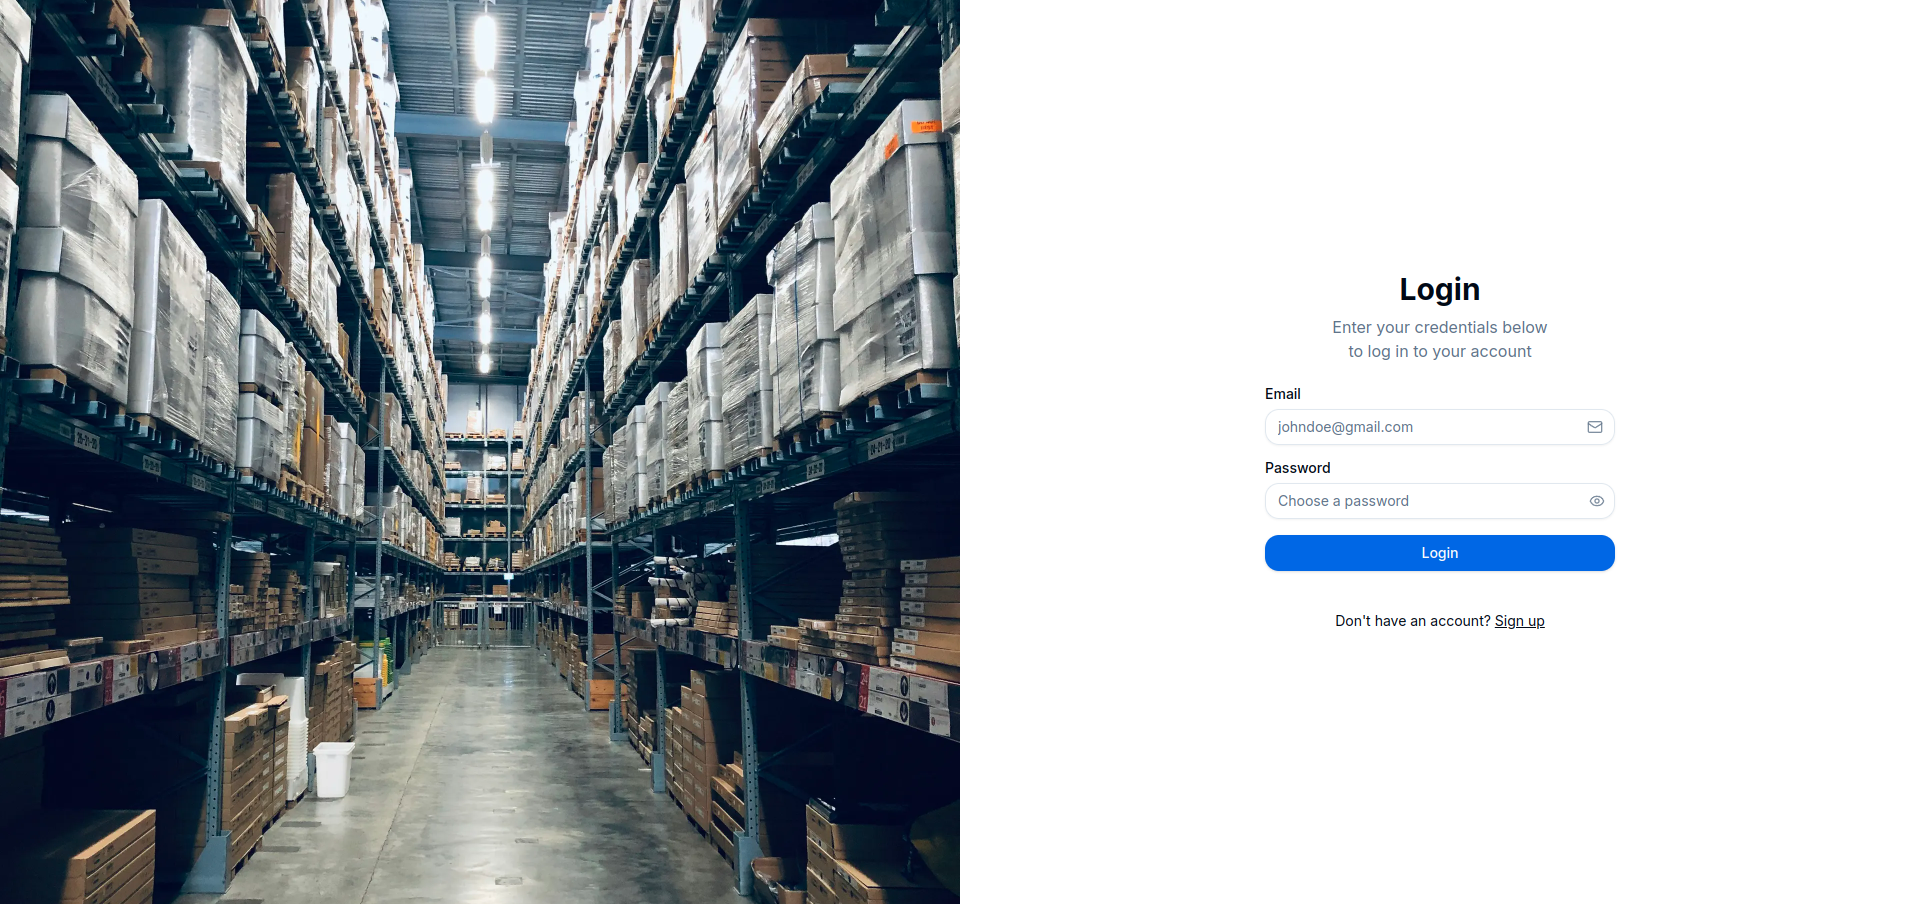 Login
Enter your credentials below
to log in to your account
Email
johndoe@gmail.com
Password
Choose a password
Login
Don't have an account? Sign up